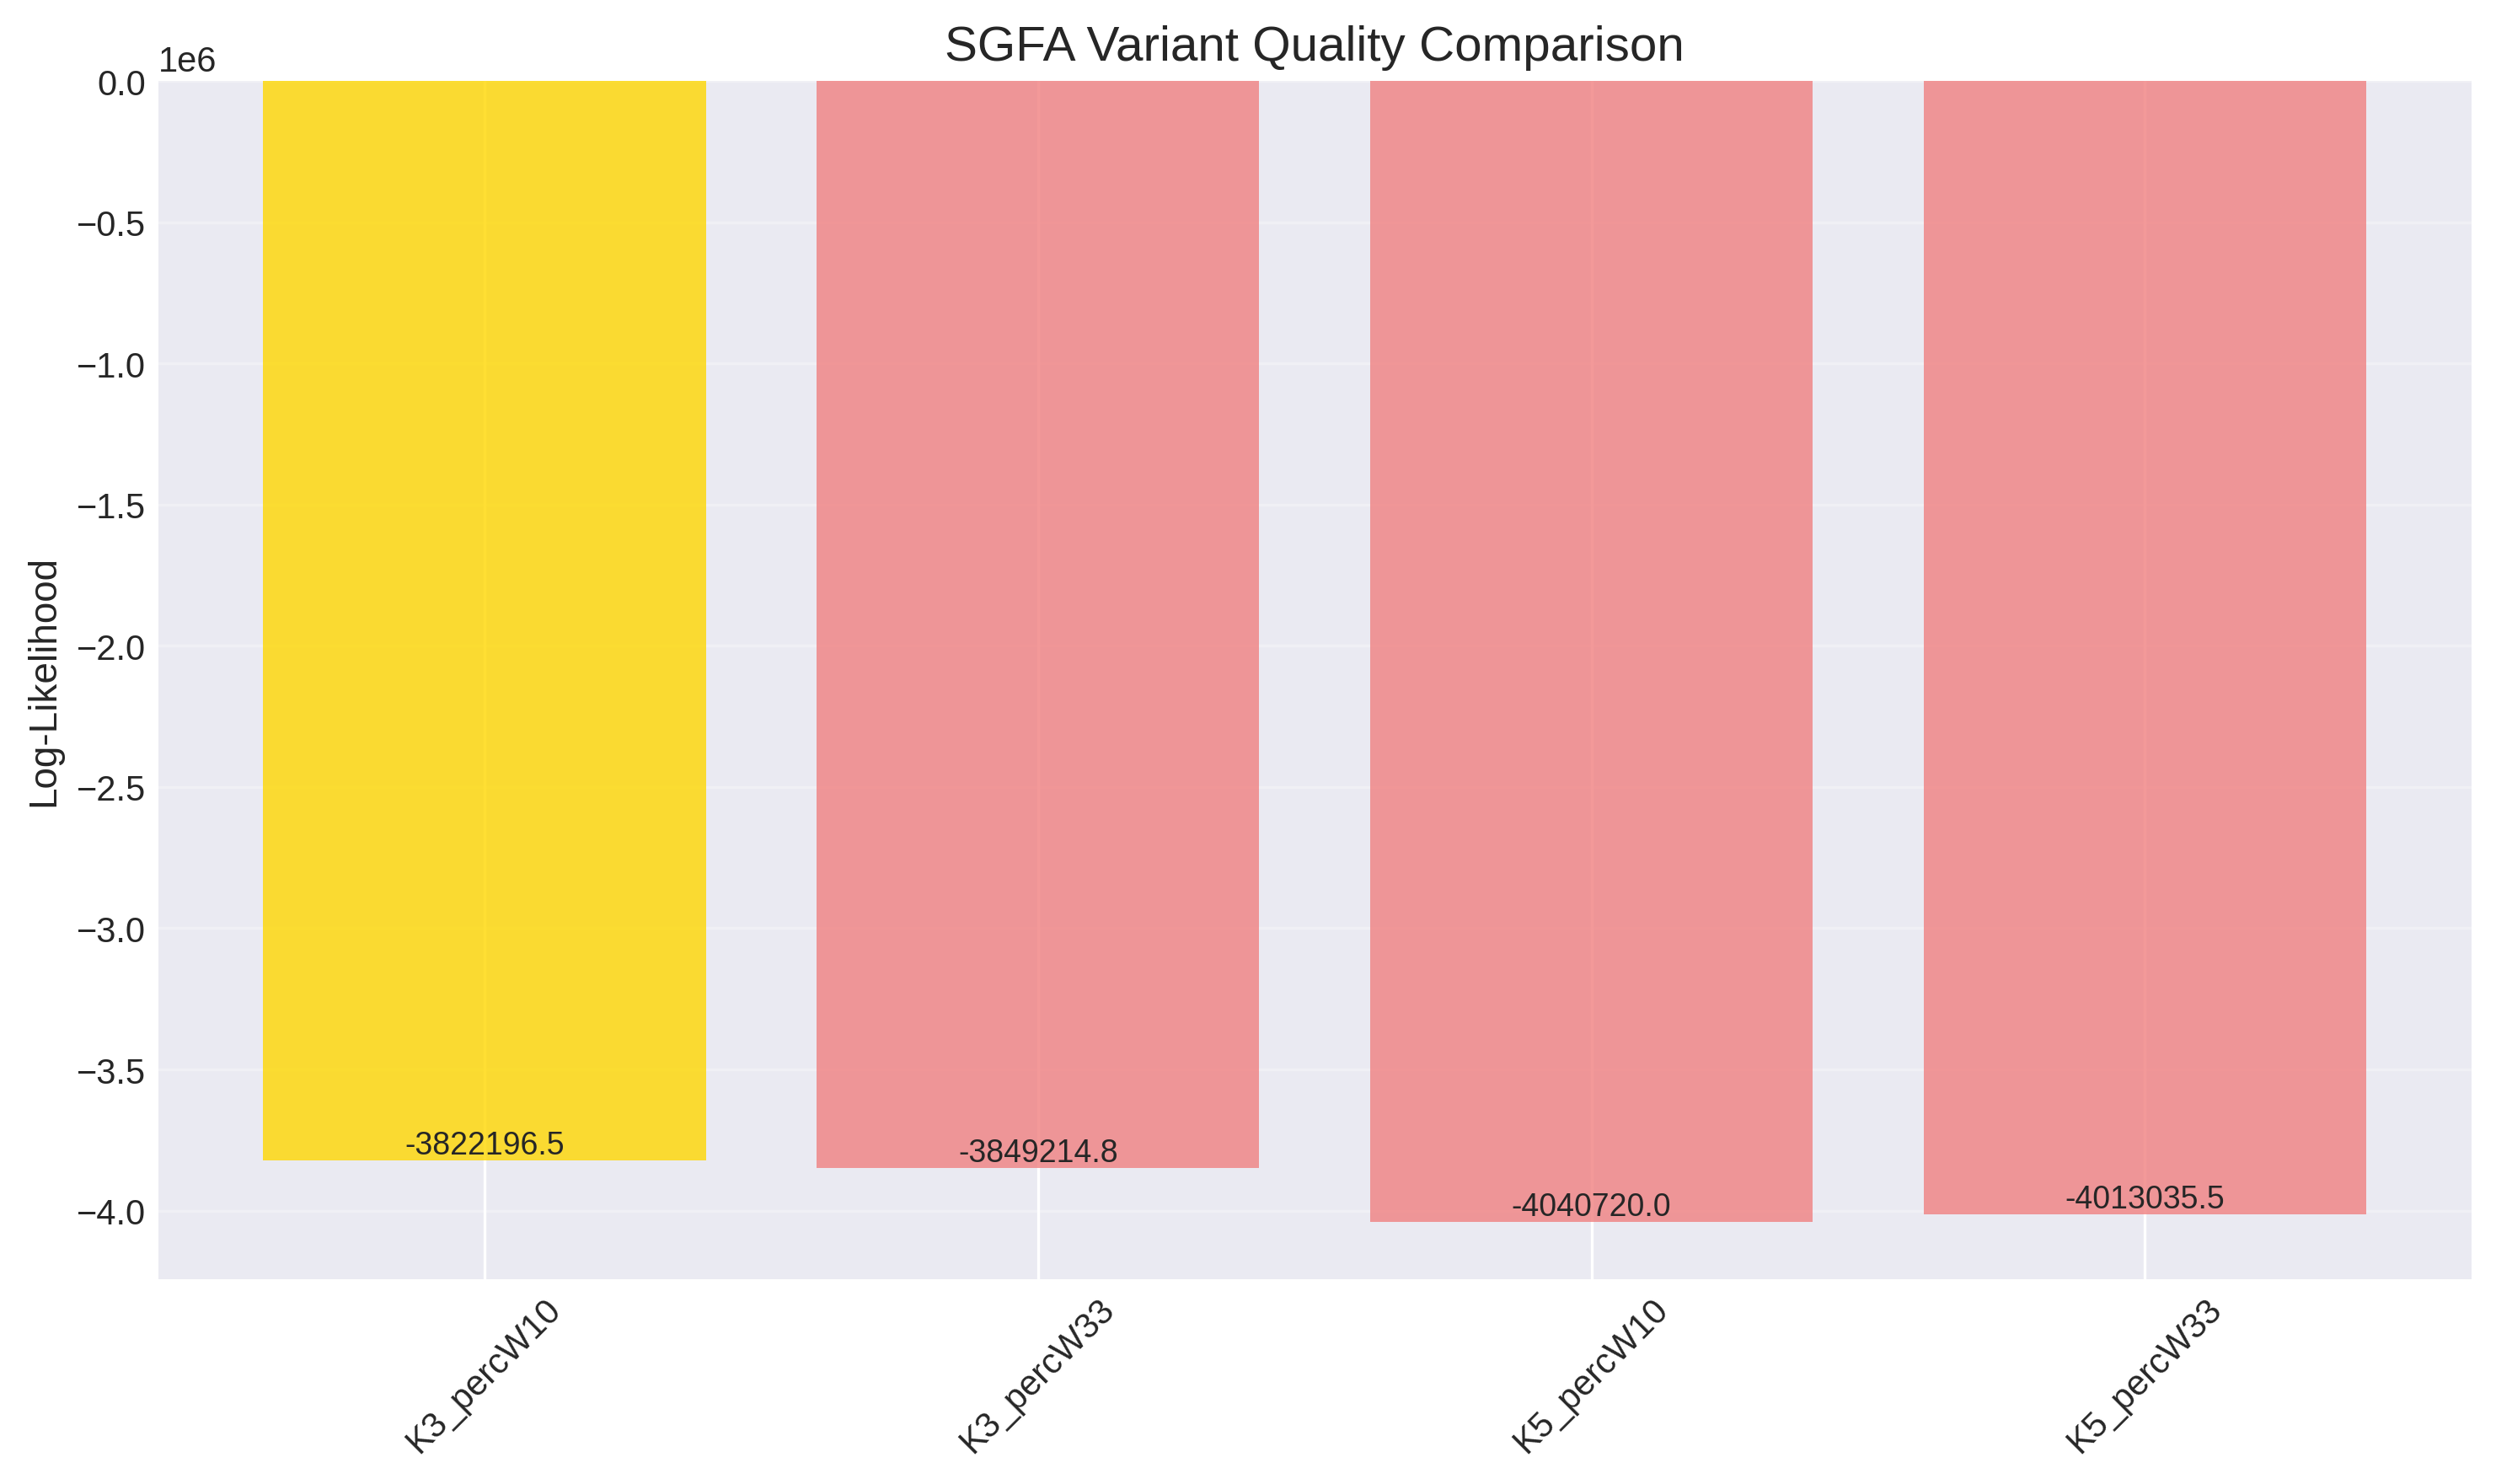 SGFA Variant Quality Comparison
1e6
0.0
−0.5
−1.0
−1.5
−2.0
−2.5
−3.0
−3.5
−4.0
Log-Likelihood
-3822196.5
-3849214.8
-4040720.0
-4013035.5
K3_percW10
K3_percW33
K5_percW10
K5_percW33